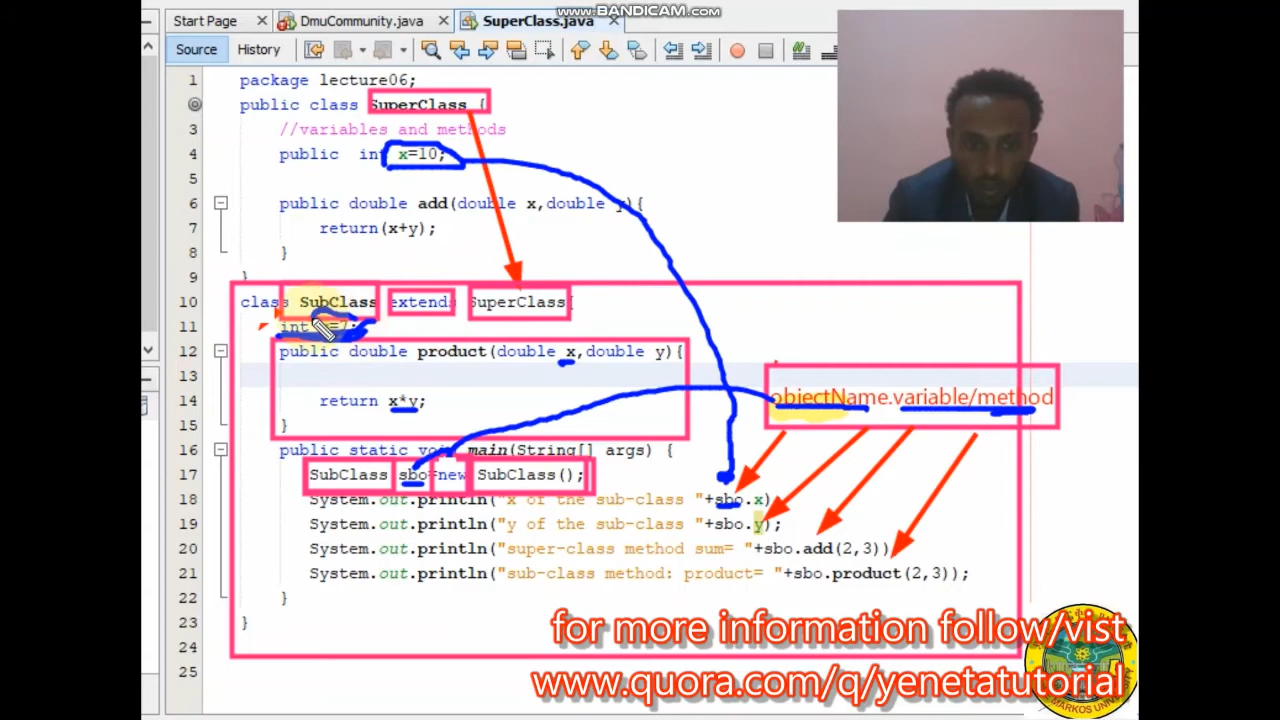 WWW.BANDICAM.COM
Start Page
DmuCommunity.java
SuperClass.java
Source
History
1 package lecture06;
public class SuperClass {
3 //variables and methods
4 public int x=10;
5
6 public double add(double x,double y){
7 return(x+y);
8 }
9 }
10 class SubClass extends SuperClass{
11 int =7;
12 public double product(double x,double y){
13
14 return x*y;
15 }
objectName.variable/method
16 public static void main(String[] args) {
17 SubClass sbo=new SubClass();
18 System.out.println("x of the sub-class "+sbo.x)
19 System.out.println("y of the sub-class "+sbo.y);
20 System.out.println("super-class method sum= "+sbo.add(2,3))
21 System.out.println("sub-class method: product= "+sbo.product(2,3));
22 }
23 }
24
25
for more information follow/vist
www.quora.com/q/yenetatutorial
MARKOS UNIVERSITY